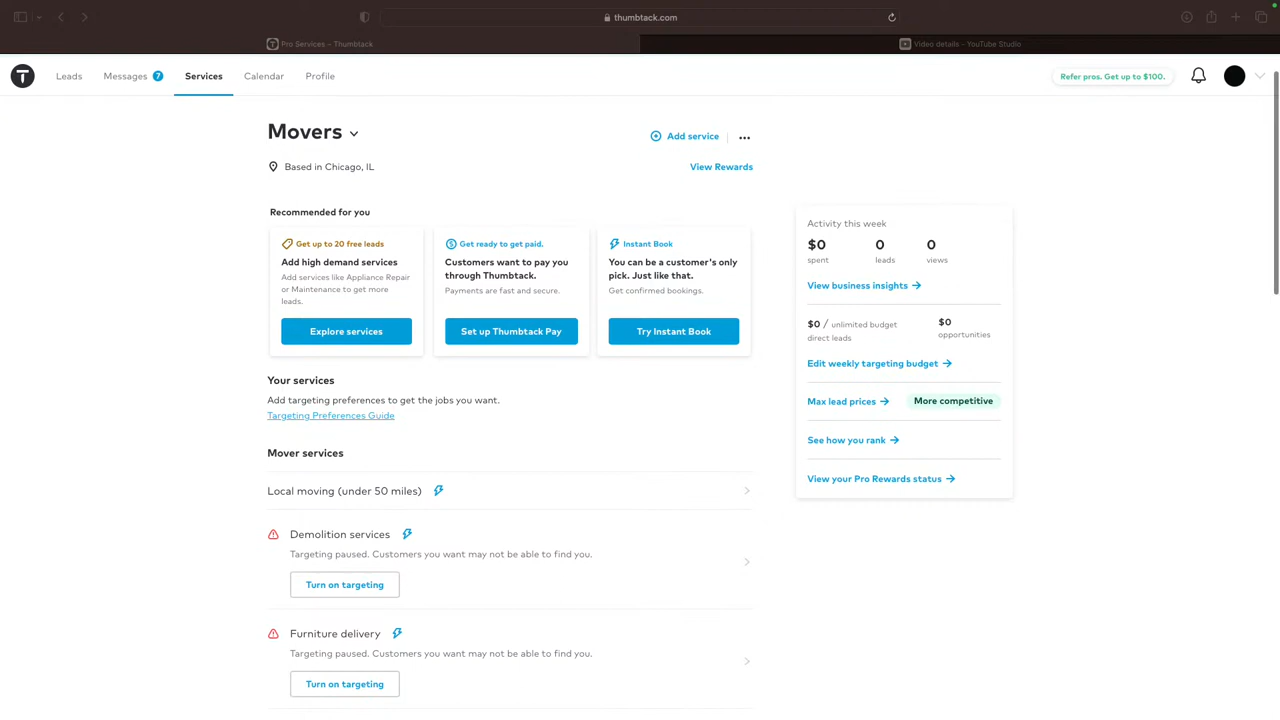 thumbtack.com
Pro Services – Thumbtack
Video details - YouTube Studio
T
Leads
Messages 7
Services
Calendar
Profile
Refer pros. Get up to $100.
Movers
Add service
Based in Chicago, IL
View Rewards
Recommended for you
Get up to 20 free leads
Add high demand services
Add services like Appliance Repair
or Maintenance to get more
leads.
Explore services
Get ready to get paid.
Customers want to pay you
through Thumbtack.
Payments are fast and secure.
Set up Thumbtack Pay
Instant Book
You can be a customer's only
pick. Just like that.
Get confirmed bookings.
Try Instant Book
Activity this week
$0 0 0
spent leads views
View business insights
$0 / unlimited budget
direct leads
$0
opportunities
Edit weekly targeting budget
Max lead prices More competitive
See how you rank
View your Pro Rewards status
Your services
Add targeting preferences to get the jobs you want.
Targeting Preferences Guide
Mover services
Local moving (under 50 miles)
Demolition services
Targeting paused. Customers you want may not be able to find you.
Turn on targeting
Furniture delivery
Targeting paused. Customers you want may not be able to find you.
Turn on targeting